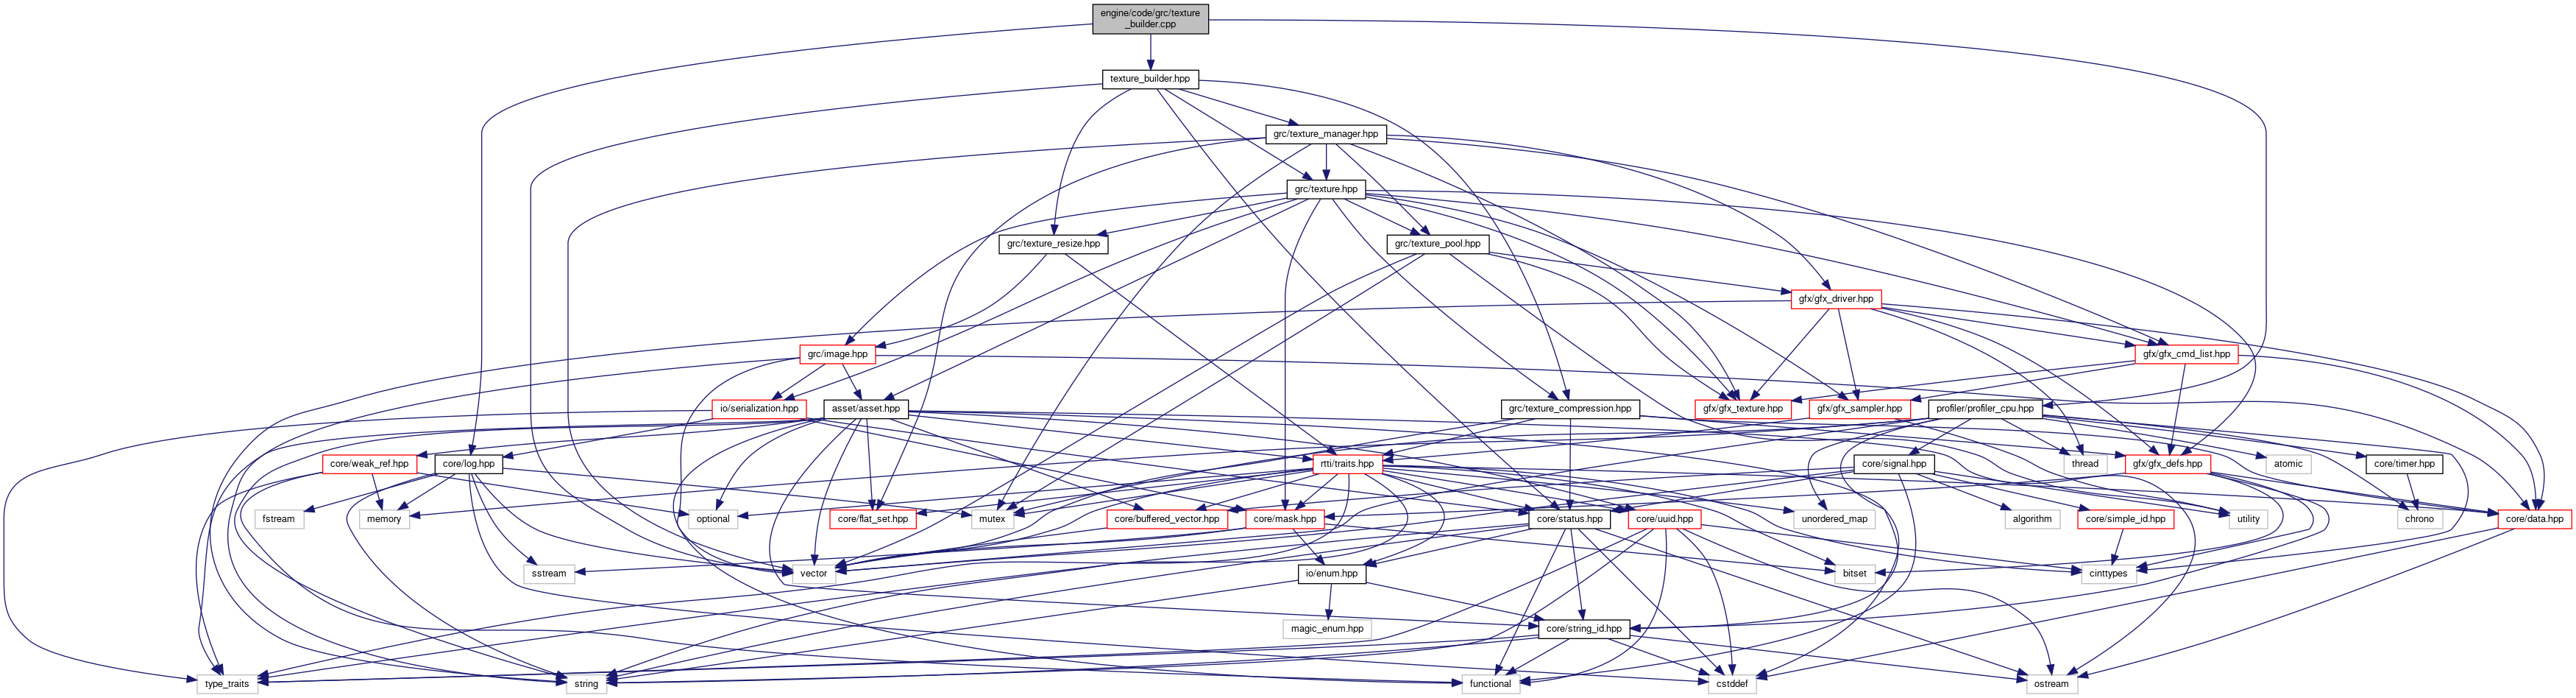 engine/code/grc/texture
_builder.cpp
texture_builder.hpp
grc/texture_manager.hpp
grc/texture.hpp
grc/texture_resize.hpp
grc/texture_pool.hpp
gfx/gfx_driver.hpp
grc/image.hpp
gfx/gfx_cmd_list.hpp
io/serialization.hpp
asset/asset.hpp
grc/texture_compression.hpp
gfx/gfx_texture.hpp
gfx/gfx_sampler.hpp
profiler/profiler_cpu.hpp
core/weak_ref.hpp
core/log.hpp
rtti/traits.hpp
core/signal.hpp
thread
gfx/gfx_defs.hpp
atomic
core/timer.hpp
fstream
memory
optional
core/flat_set.hpp
mutex
core/buffered_vector.hpp
core/mask.hpp
core/status.hpp
core/uuid.hpp
unordered_map
algorithm
core/simple_id.hpp
utility
chrono
core/data.hpp
sstream
vector
io/enum.hpp
bitset
cinttypes
magic_enum.hpp
core/string_id.hpp
type_traits
string
functional
cstddef
ostream